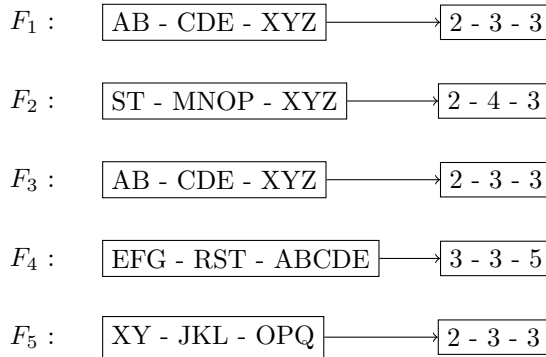 F1 : AB - CDE - XYZ 2 - 3 - 3
F2 : ST - MNOP - XYZ 2 - 4 - 3
F3 : AB - CDE - XYZ 2 - 3 - 3
F4 : EFG - RST - ABCDE 3 - 3 - 5
F5 : XY - JKL - OPQ 2 - 3 - 3